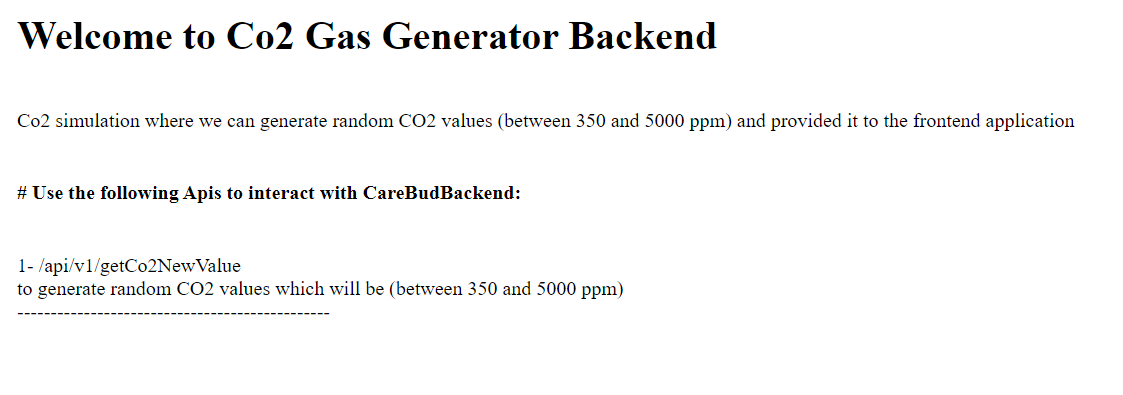 Welcome to Co2 Gas Generator Backend
Co2 simulation where we can generate random CO2 values (between 350 and 5000 ppm) and provided it to the frontend application
# Use the following Apis to interact with CareBudBackend:
1- /api/v1/getCo2NewValue
to generate random CO2 values which will be (between 350 and 5000 ppm)
-----------------------------------------------